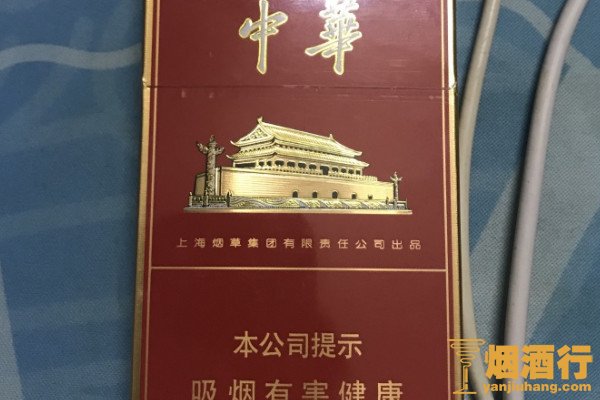 中華
上海烟草集团有限责任公司出品
本公司提示
吸烟有害健康
烟酒行
yanjiuhang.com